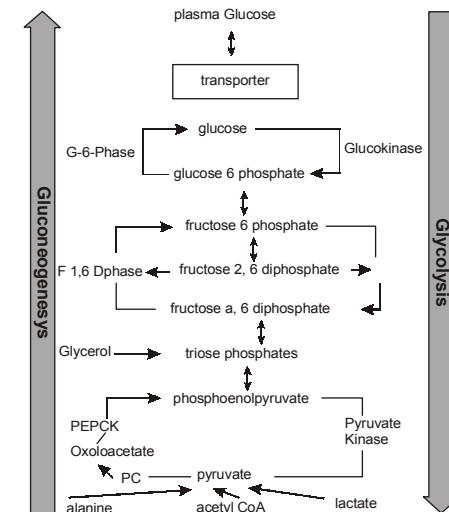 plasma Glucose
transporter
glucose
G-6-Phase
Glucokinase
glucose 6 phosphate
Gluconeogenesys
Glycolysis
fructose 6 phosphate
F 1,6 Dphase
fructose 2, 6 diphosphate
fructose a, 6 diphosphate
Glycerol
triose phosphates
phosphoenolpyruvate
PEPCK
Pyruvate
Kinase
Oxoloacetate
PC
pyruvate
alanine
acetyl CoA
lactate